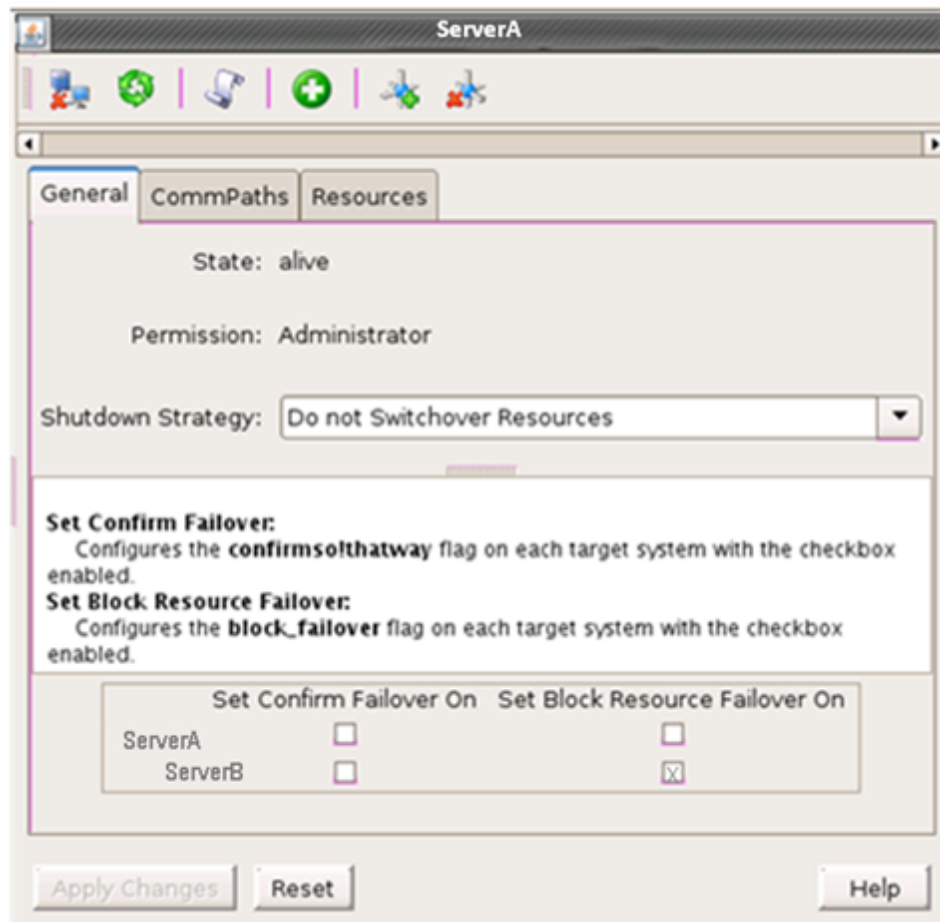 ServerA
General CommPaths Resources
State: alive
Permission: Administrator
Shutdown Strategy: Do not Switchover Resources
Set Confirm Failover:
Configures the confirmso!thatway flag on each target system with the checkbox
enabled.
Set Block Resource Failover:
Configures the block_failover flag on each target system with the checkbox
enabled.
Set Confirm Failover On Set Block Resource Failover On
ServerA
ServerB X
Apply Changes Reset Help